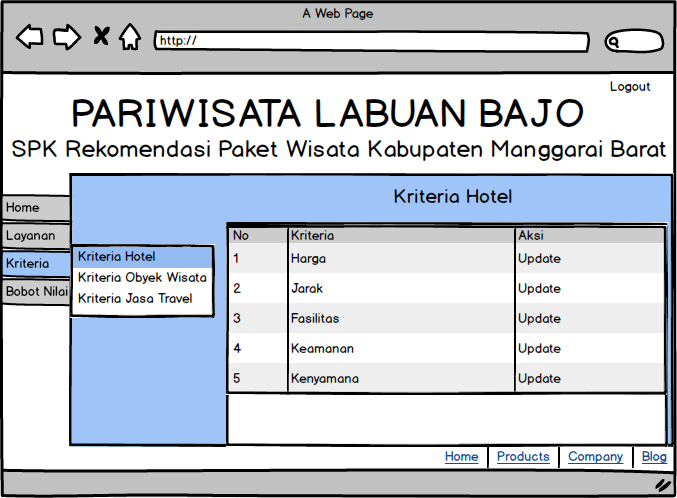 A Web Page
http://
Logout
PARIWISATA LABUAN BAJO
SPK Rekomendasi Paket Wisata Kabupaten Manggarai Barat
Home
Layanan
Kriteria
Bobot Nilai
Kriteria Hotel
Kriteria Obyek Wisata
Kriteria Jasa Travel
Kriteria Hotel
No Kriteria Aksi
1 Harga Update
2 Jarak Update
3 Fasilitas Update
4 Keamanan Update
5 Kenyamana Update
Home Products Company Blog